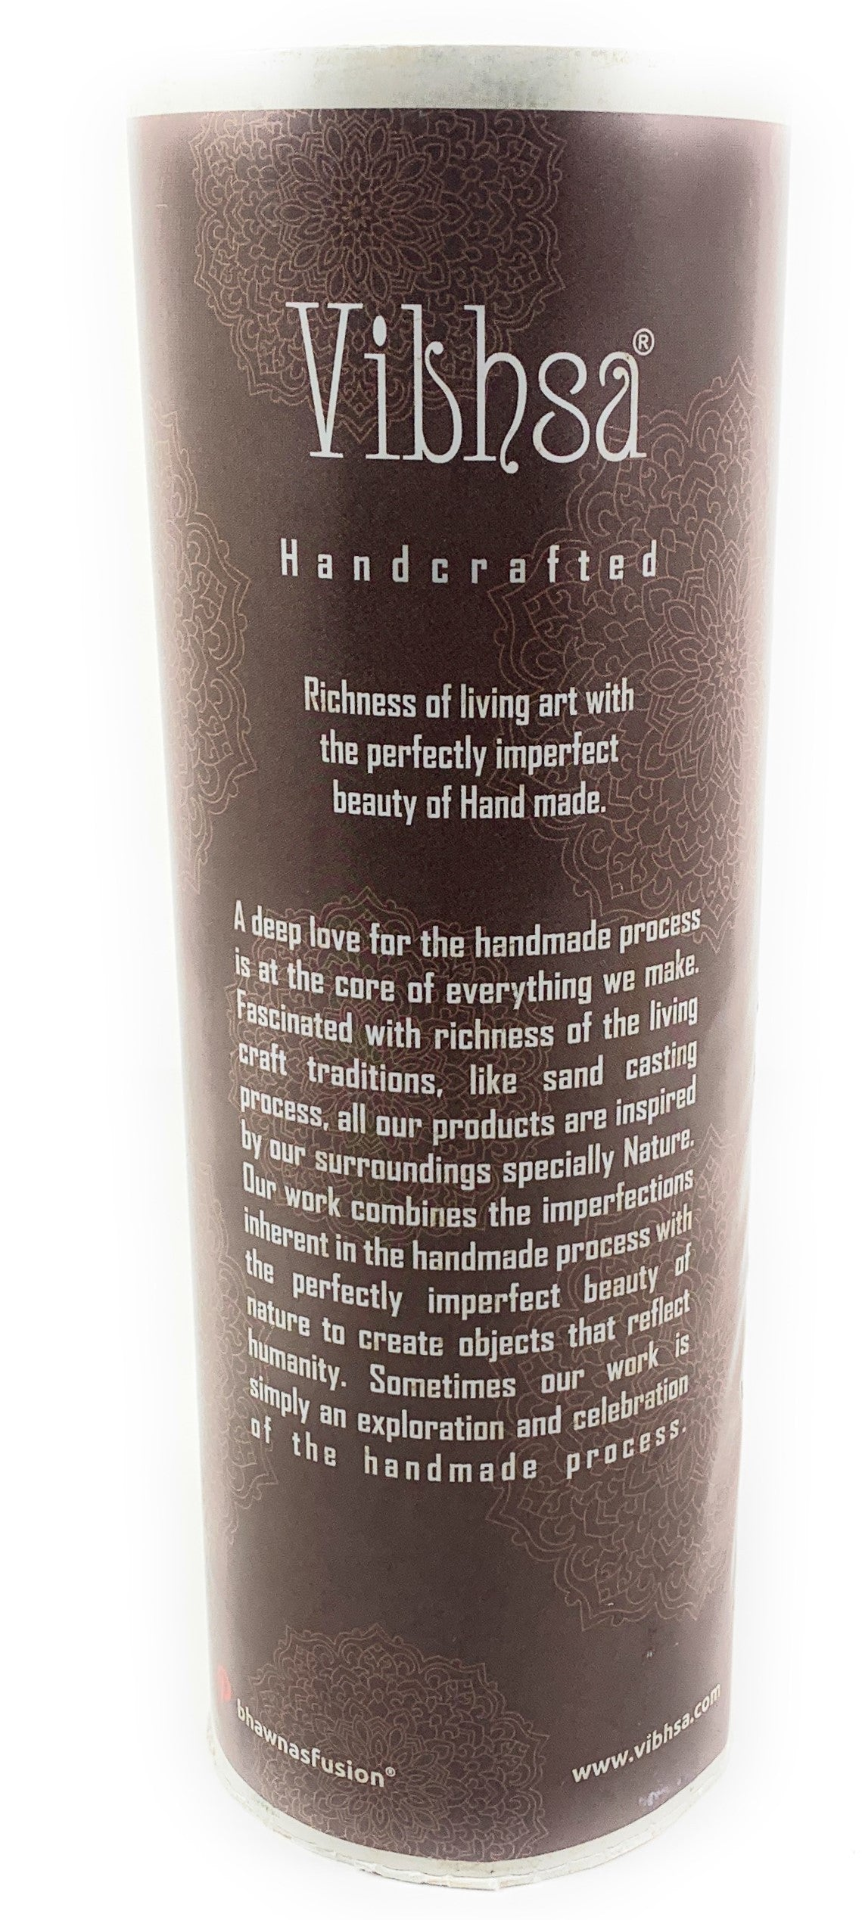 Vibhsa®
Handcrafted
Richness of living art with
the perfectly imperfect
beauty of Hand made.
A deep love for the handmade process
is at the core of everything we make.
Fascinated with richness of the living
craft traditions, like sand casting
process, all our products are inspired
by our surroundings specially Nature.
Our work combines the imperfections
inherent in the handmade process with
the perfectly imperfect beauty of
nature to create objects that reflect
humanity. Sometimes our work is
simply an exploration and celebration
of the handmade process.
bhawnasfusion®
www.vibhsa.com